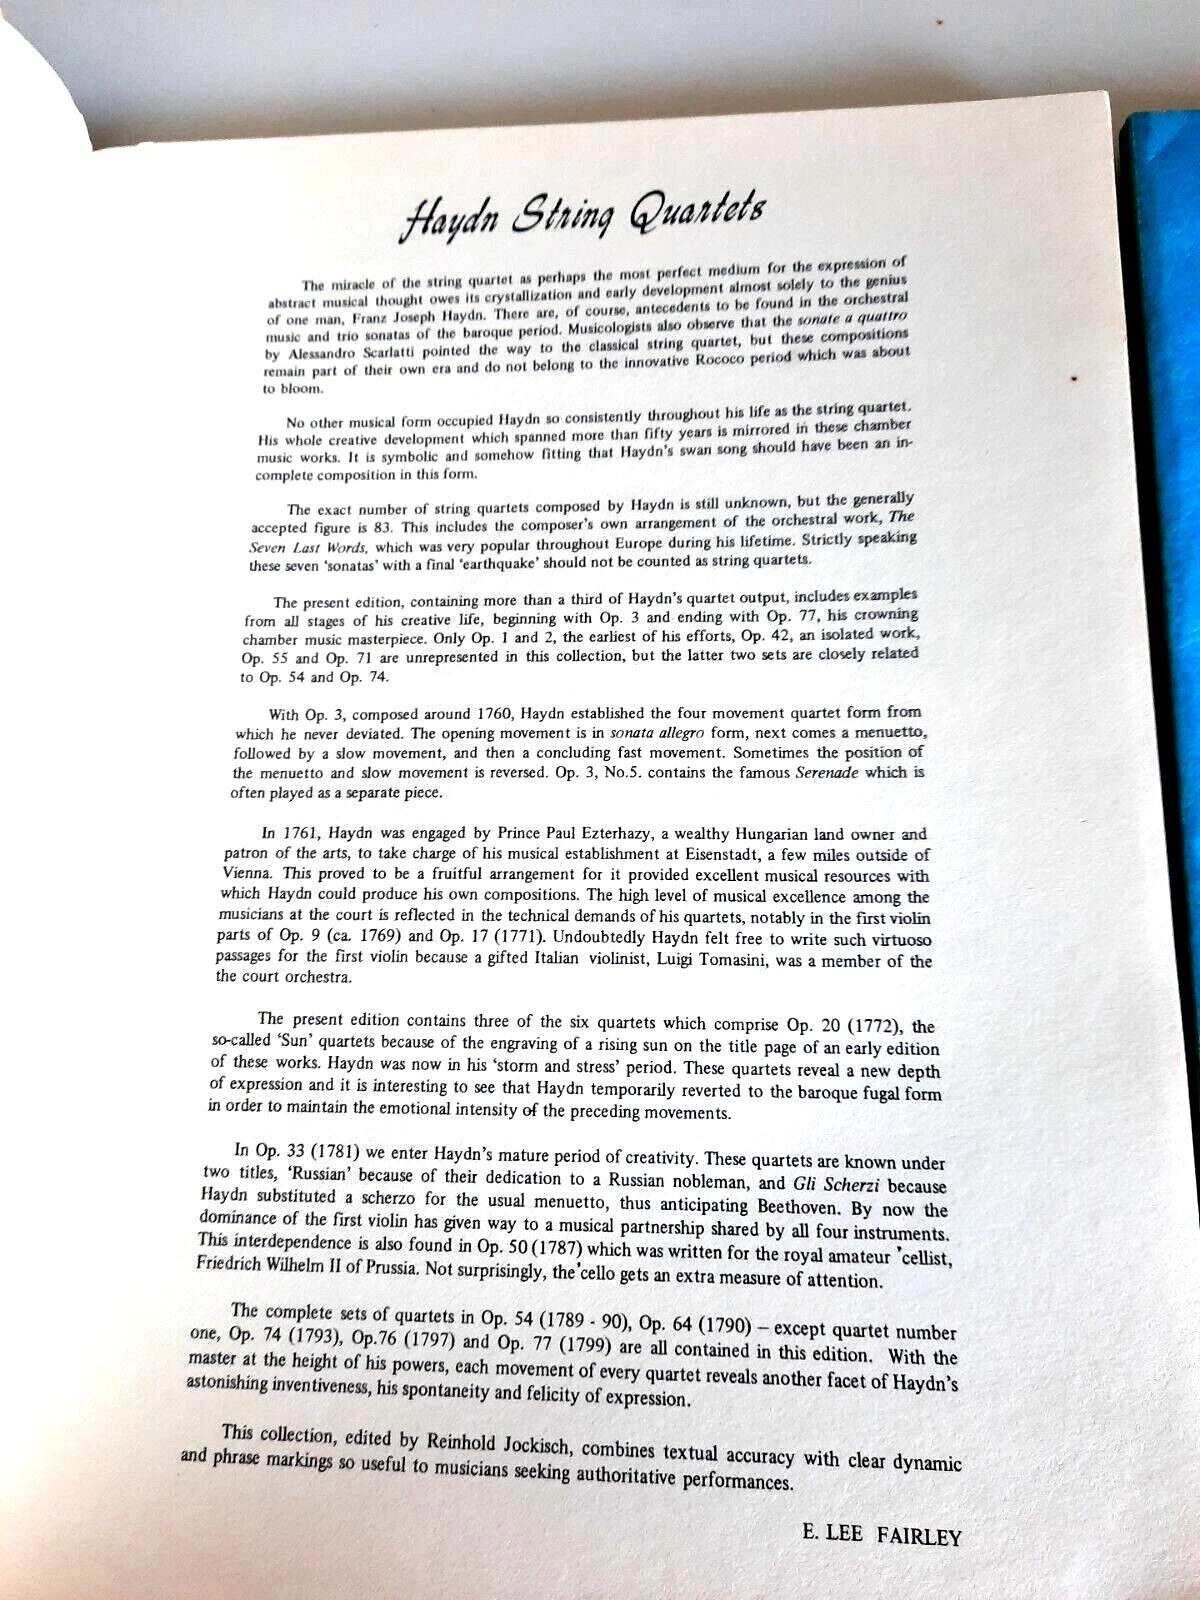 Haydn String Quartets
The miracle of the string quartet as perhaps the most perfect medium for the expression of
abstract musical thought owes its crystallization and early development almost solely to the genius
of one man, Franz Joseph Haydn. There are, of course, antecedents to be found in the orchestral
music and trio sonatas of the baroque period. Musicologists also observe that the sonate a quattro
by Alessandro Scarlatti pointed the way to the classical string quartet, but these compositions
remain part of their own era and do not belong to the innovative Rococo period which was about
to bloom.
No other musical form occupied Haydn so consistently throughout his life as the string quartet.
His whole creative development which spanned more than fifty years is mirrored in these chamber
music works. It is symbolic and somehow fitting that Haydn's swan song should have been an in-
complete composition in this form.
The exact number of string quartets composed by Haydn is still unknown, but the generally
accepted figure is 83. This includes the composer's own arrangement of the orchestral work, The
Seven Last Words, which was very popular throughout Europe during his lifetime. Strictly speaking
these seven 'sonatas' with a final 'earthquake' should not be counted as string quartets.
The present edition, containing more than a third of Haydn's quartet output, includes examples
from all stages of his creative life, beginning with Op. 3 and ending with Op. 77, his crowning
chamber music masterpiece. Only Op. 1 and 2, the earliest of his efforts, Op. 42, an isolated work,
Op. 55 and Op. 71 are unrepresented in this collection, but the latter two sets are closely related
to Op. 54 and Op. 74.
With Op. 3, composed around 1760, Haydn established the four movement quartet form from
which he never deviated. The opening movement is in sonata allegro form, next comes a menuetto,
followed by a slow movement, and then a concluding fast movement. Sometimes the position of
the menuetto and slow movement is reversed. Op. 3, No.5. contains the famous Serenade which is
often played as a separate piece.
In 1761, Haydn was engaged by Prince Paul Ezterhazy, a wealthy Hungarian land owner and
patron of the arts, to take charge of his musical establishment at Eisenstadt, a few miles outside of
Vienna. This proved to be a fruitful arrangement for it provided excellent musical resources with
which Haydn could produce his own compositions. The high level of musical excellence among the
musicians at the court is reflected in the technical demands of his quartets, notably in the first violin
parts of Op. 9 (ca. 1769) and Op. 17 (1771). Undoubtedly Haydn felt free to write such virtuoso
passages for the first violin because a gifted Italian violinist, Luigi Tomasini, was a member of the
the court orchestra.
The present edition contains three of the six quartets which comprise Op. 20 (1772), the
so-called 'Sun' quartets because of the engraving of a rising sun on the title page of an early edition
of these works. Haydn was now in his 'storm and stress' period. These quartets reveal a new depth
of expression and it is interesting to see that Haydn temporarily reverted to the baroque fugal form
in order to maintain the emotional intensity of the preceding movements.
In Op. 33 (1781) we enter Haydn's mature period of creativity. These quartets are known under
two titles, 'Russian' because of their dedication to a Russian nobleman, and Gli Scherzi because
Haydn substituted a scherzo for the usual menuetto, thus anticipating Beethoven. By now the
dominance of the first violin has given way to a musical partnership shared by all four instruments.
This interdependence is also found in Op. 50 (1787) which was written for the royal amateur 'cellist,
Friedrich Wilhelm II of Prussia. Not surprisingly, the 'cello gets an extra measure of attention.
The complete sets of quartets in Op. 54 (1789 - 90), Op. 64 (1790) – except quartet number
one, Op. 74 (1793), Op.76 (1797) and Op. 77 (1799) are all contained in this edition. With the
master at the height of his powers, each movement of every quartet reveals another facet of Haydn's
astonishing inventiveness, his spontaneity and felicity of expression.
This collection, edited by Reinhold Jockisch, combines textual accuracy with clear dynamic
and phrase markings so useful to musicians seeking authoritative performances.
E. LEE FAIRLEY